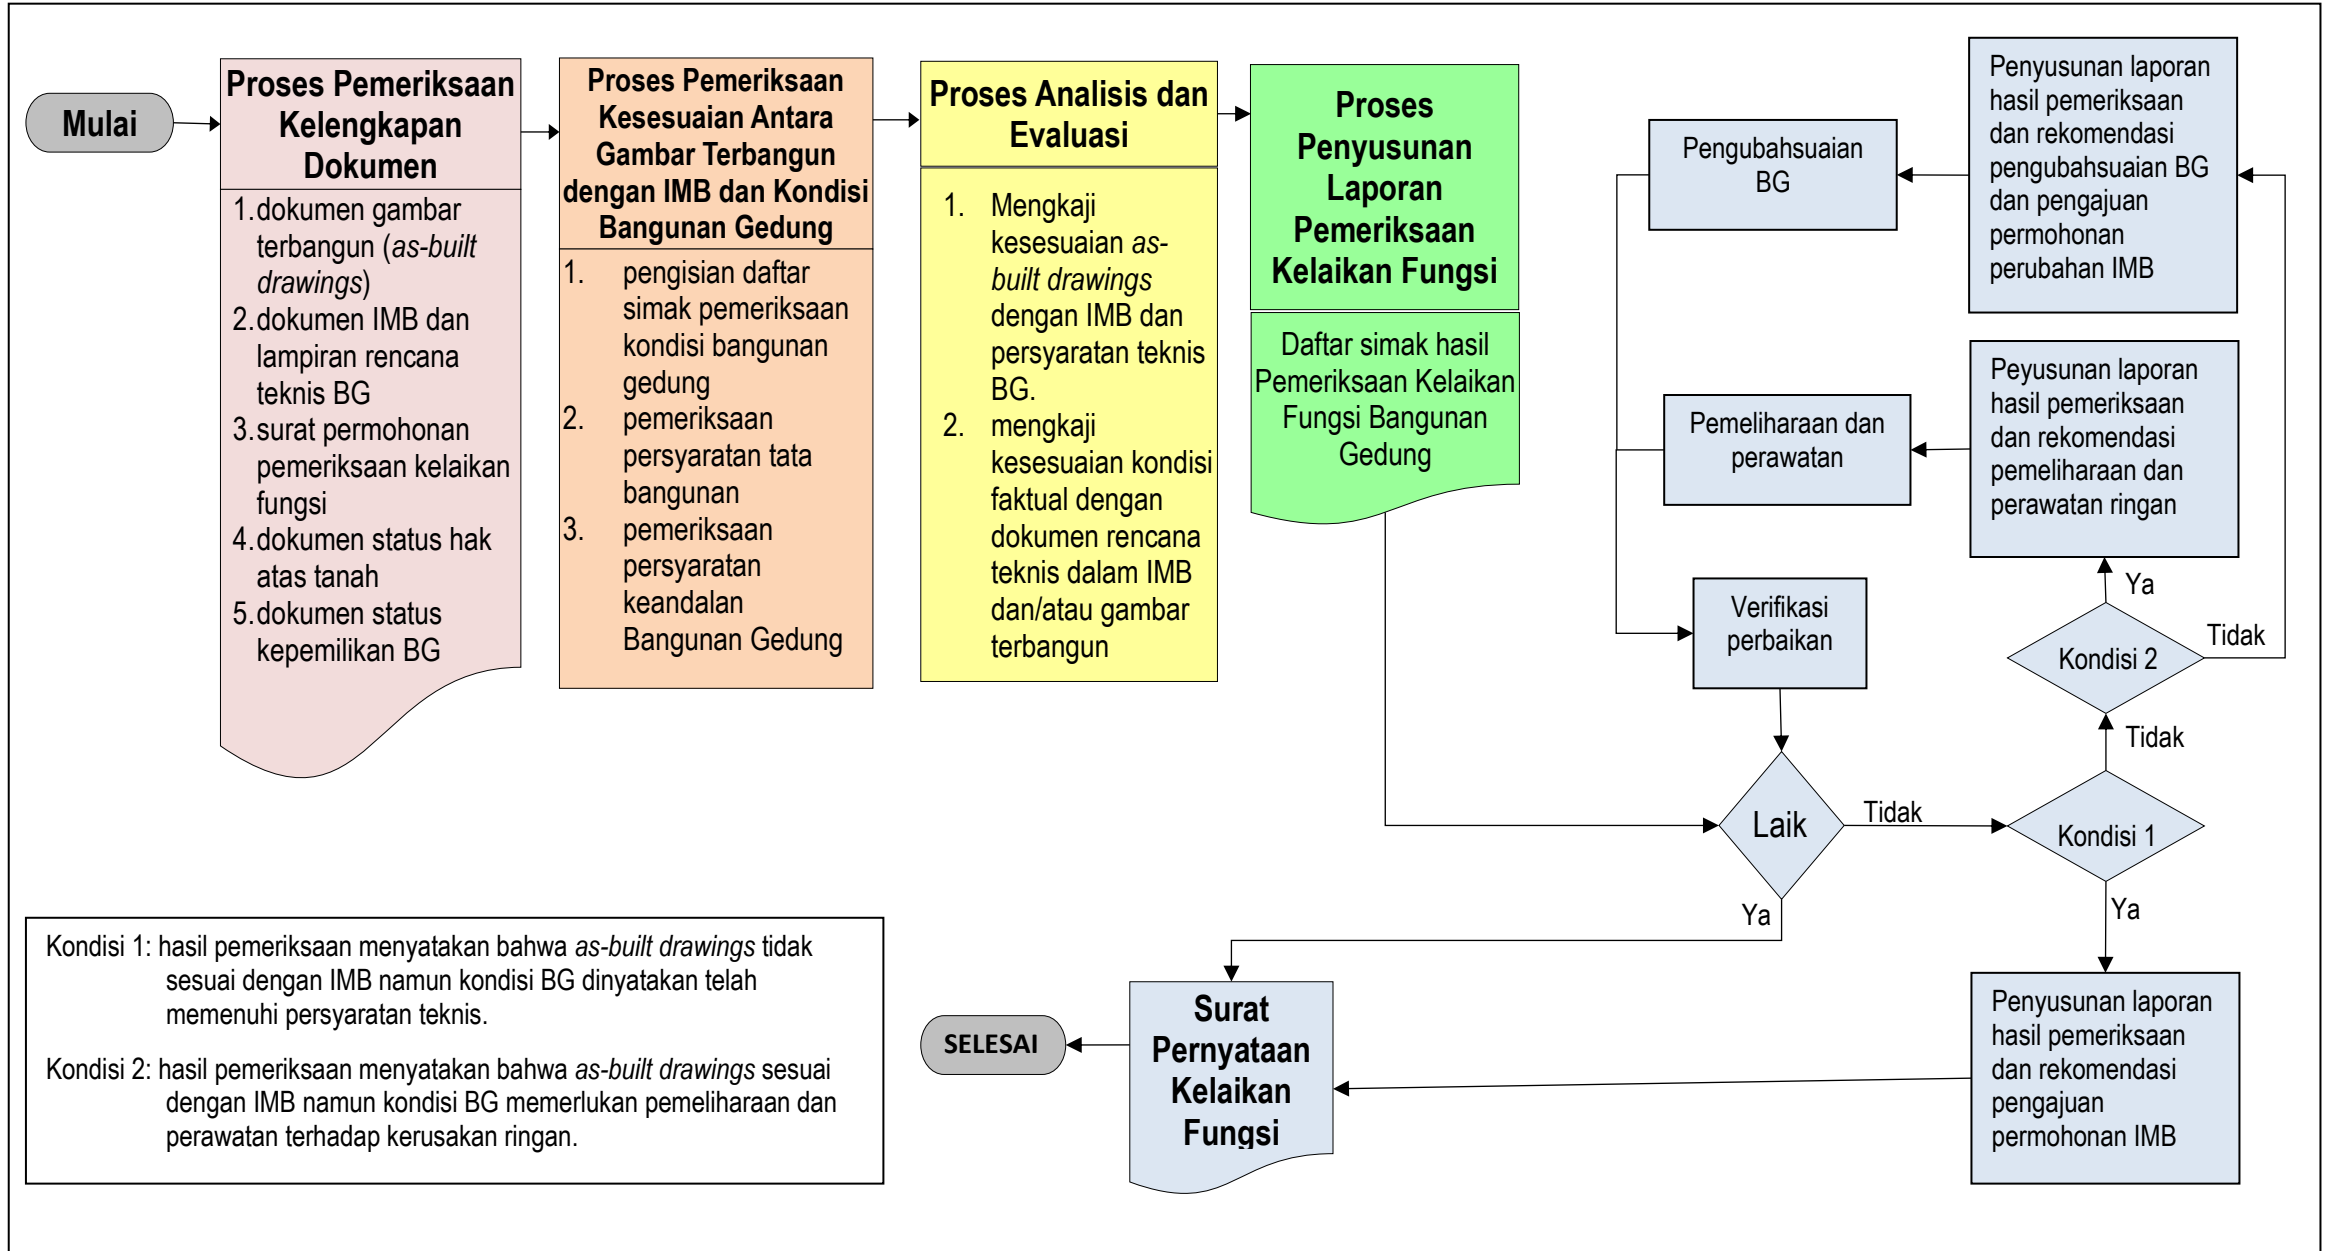 Mulai
Proses Pemeriksaan
Kelengkapan
Dokumen
1.dokumen gambar
terbangun (as-built
drawings)
2.dokumen IMB dan
lampiran rencana
teknis BG
3.surat permohonan
pemeriksaan kelaikan
fungsi
4.dokumen status hak
atas tanah
5.dokumen status
kepemilikan BG
Proses Pemeriksaan
Kesesuaian Antara
Gambar Terbangun
dengan IMB dan Kondisi
Bangunan Gedung
1. pengisian daftar
simak pemeriksaan
kondisi bangunan
gedung
2. pemeriksaan
persyaratan tata
bangunan
3. pemeriksaan
persyaratan
keandalan
Bangunan Gedung
Proses Analisis dan
Evaluasi
1. Mengkaji
kesesuaian as-
built drawings
dengan IMB dan
persyaratan teknis
BG.
2. mengkaji
kesesuaian kondisi
faktual dengan
dokumen rencana
teknis dalam IMB
dan/atau gambar
terbangun
Proses
Penyusunan
Laporan
Pemeriksaan
Kelaikan Fungsi
Daftar simak hasil
Pemeriksaan Kelaikan
Fungsi Bangunan
Gedung
Pengubahsuaian
BG
Penyusunan laporan
hasil pemeriksaan
dan rekomendasi
pengubahsuaian BG
dan pengajuan
permohonan
perubahan IMB
Pemeliharaan dan
perawatan
Peyusunan laporan
hasil pemeriksaan
dan rekomendasi
pemeliharaan dan
perawatan ringan
Ya
Verifikasi
perbaikan
Kondisi 2
Tidak
Tidak
Laik
Tidak
Kondisi 1
Ya
Ya
Kondisi 1: hasil pemeriksaan menyatakan bahwa as-built drawings tidak
sesuai dengan IMB namun kondisi BG dinyatakan telah
memenuhi persyaratan teknis.
Kondisi 2: hasil pemeriksaan menyatakan bahwa as-built drawings sesuai
dengan IMB namun kondisi BG memerlukan pemeliharaan dan
perawatan terhadap kerusakan ringan.
SELESAI
Surat
Pernyataan
Kelaikan
Fungsi
Penyusunan laporan
hasil pemeriksaan
dan rekomendasi
pengajuan
permohonan IMB